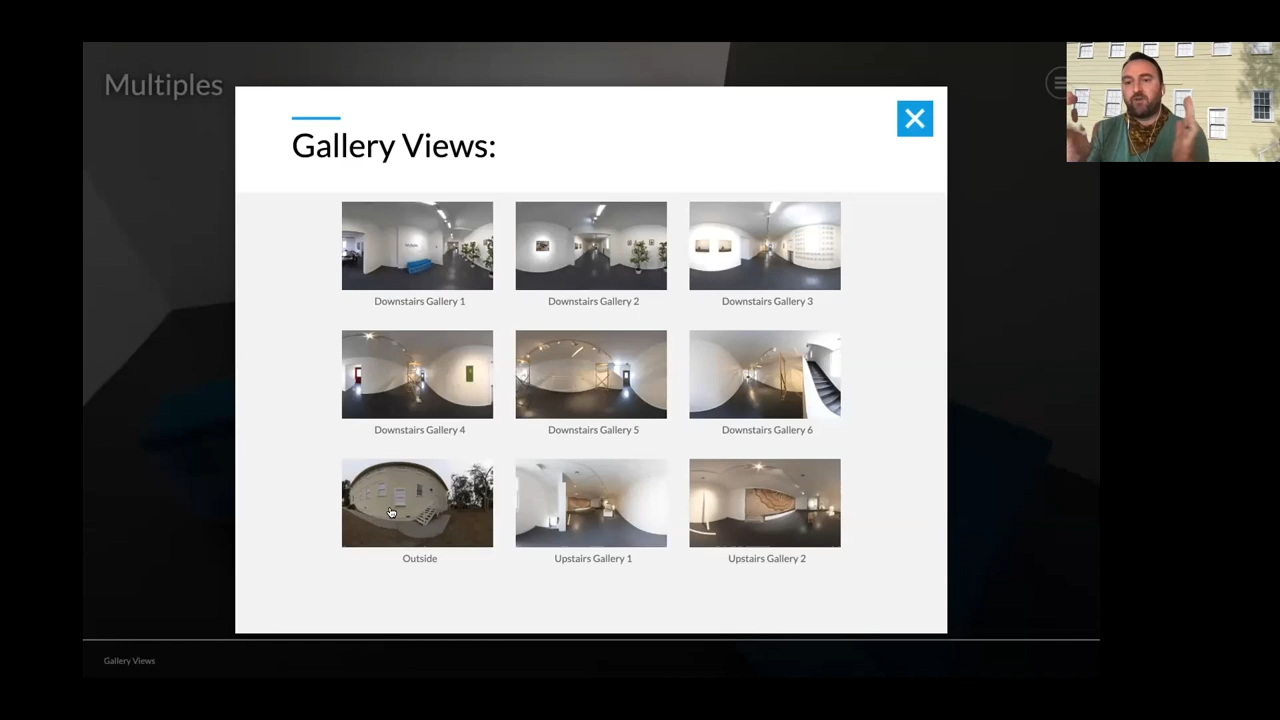 Multiples
Gallery Views:
Downstairs Gallery 1
Downstairs Gallery 2
Downstairs Gallery 3
Downstairs Gallery 4
Downstairs Gallery 5
Downstairs Gallery 6
Outside
Upstairs Gallery 1
Upstairs Gallery 2
Gallery Views